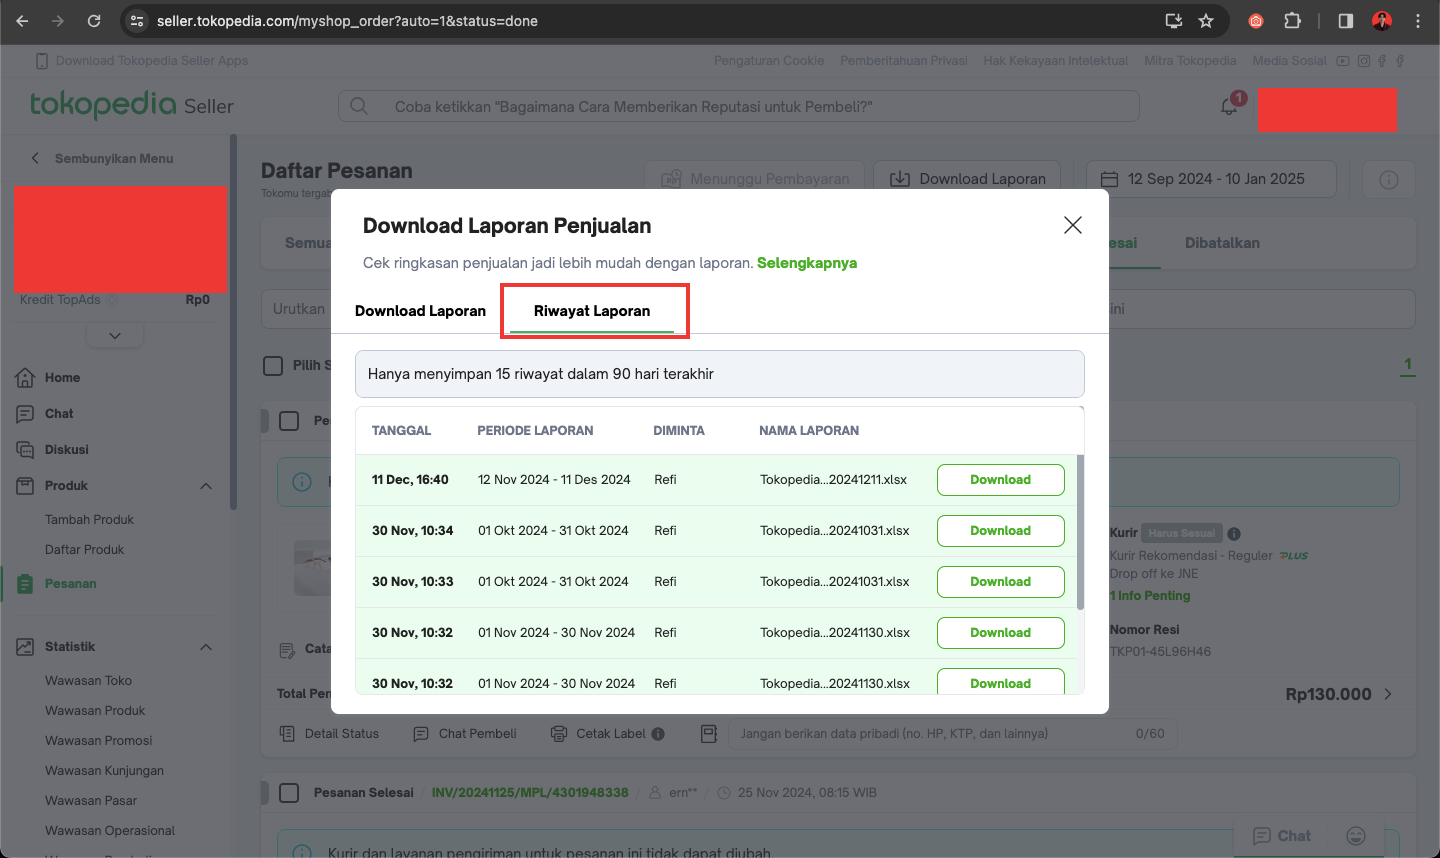 seller.tokopedia.com/myshop_order?auto=1&status=done
Download Tokopedia Seller Apps
Pengaturan Cookie Pemberitahuan Privasi Hak Kekayaan Intelektual Mitra Tokopedia Media Sosial
tokopedia Seller
Coba ketikkan "Bagaimana Cara Memberikan Reputasi untuk Pembeli?"
1
Sembunyikan Menu
Kredit TopAds Rp0
Home
Chat
Diskusi
Produk
Tambah Produk
Daftar Produk
Pesanan
Statistik
Wawasan Toko
Wawasan Produk
Wawasan Promosi
Wawasan Kunjungan
Wawasan Pasar
Wawasan Operasional
Daftar Pesanan
Menunggu Pembayaran
Download Laporan
12 Sep 2024 - 10 Jan 2025
Tokomu
Semua
esai
Dibatalkan
Urutkan
ini
Pilih S
1
Download Laporan Penjualan
Cek ringkasan penjualan jadi lebih mudah dengan laporan. Selengkapnya
Download Laporan Riwayat Laporan
Hanya menyimpan 15 riwayat dalam 90 hari terakhir
TANGGAL PERIODE LAPORAN DIMINTA NAMA LAPORAN
11 Dec, 16:40 12 Nov 2024 - 11 Des 2024 Refi Tokopedia...20241211.xlsx Download
30 Nov, 10:34 01 Okt 2024 - 31 Okt 2024 Refi Tokopedia...20241031.xlsx Download
30 Nov, 10:33 01 Okt 2024 - 31 Okt 2024 Refi Tokopedia...20241031.xlsx Download
30 Nov, 10:32 01 Nov 2024 - 30 Nov 2024 Refi Tokopedia...20241130.xlsx Download
30 Nov, 10:32 01 Nov 2024 - 30 Nov 2024 Refi Tokopedia...20241130.xlsx Download
Pe
Kurir Harus Sesuai
Kurir Rekomendasi - Reguler PLUS
Drop off ke JNE
1 Info Penting
Nomor Resi
TKP01-45L96H46
Cata
Total Pen
Rp130.000
Detail Status Chat Pembeli Cetak Label Jangan berikan data pribadi (no. HP, KTP, dan lainnya) 0/60
Pesanan Selesai / INV/20241125/MPL/4301948338 / ern** / 25 Nov 2024, 08:15 WIB
Kurir dan layanan pengiriman untuk pesanan ini tidak dapat diubah.
Chat